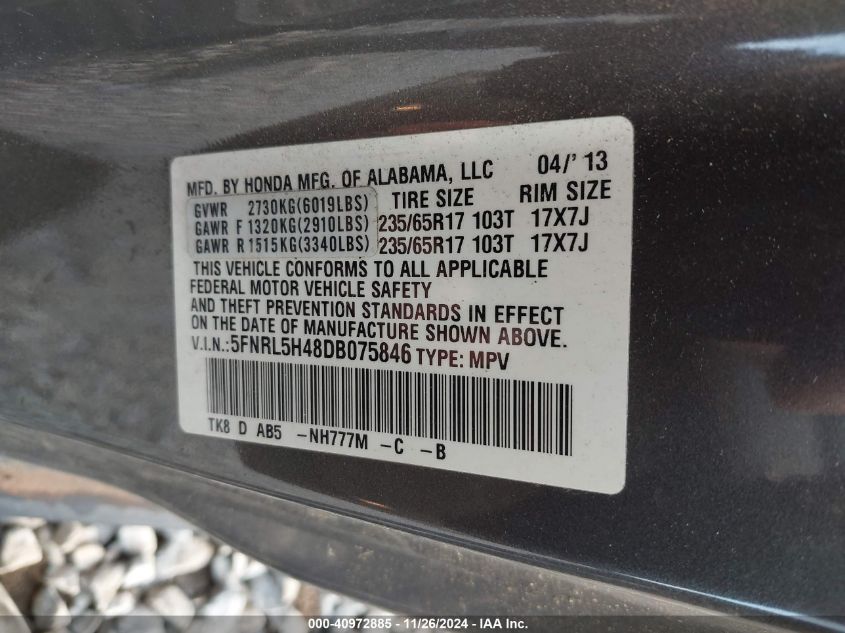 MFD. BY HONDA MFG. OF ALABAMA, LLC 04/'13
GVWR 2730KG(6019LBS) TIRE SIZE RIM SIZE
GAWR F 1320KG(2910LBS) 235/65R17 103T 17X7J
GAWR R 1515KG(3340LBS) 235/65R17 103T 17X7J
THIS VEHICLE CONFORMS TO ALL APPLICABLE
FEDERAL MOTOR VEHICLE SAFETY
AND THEFT PREVENTION STANDARDS IN EFFECT
ON THE DATE OF MANUFACTURE SHOWN ABOVE.
V.I.N.:5FNRL5H48DB075846 TYPE: MPV
TK8 D AB5 -NH777M -C -B
000-40972885 - 11/26/2024 - IAA Inc.